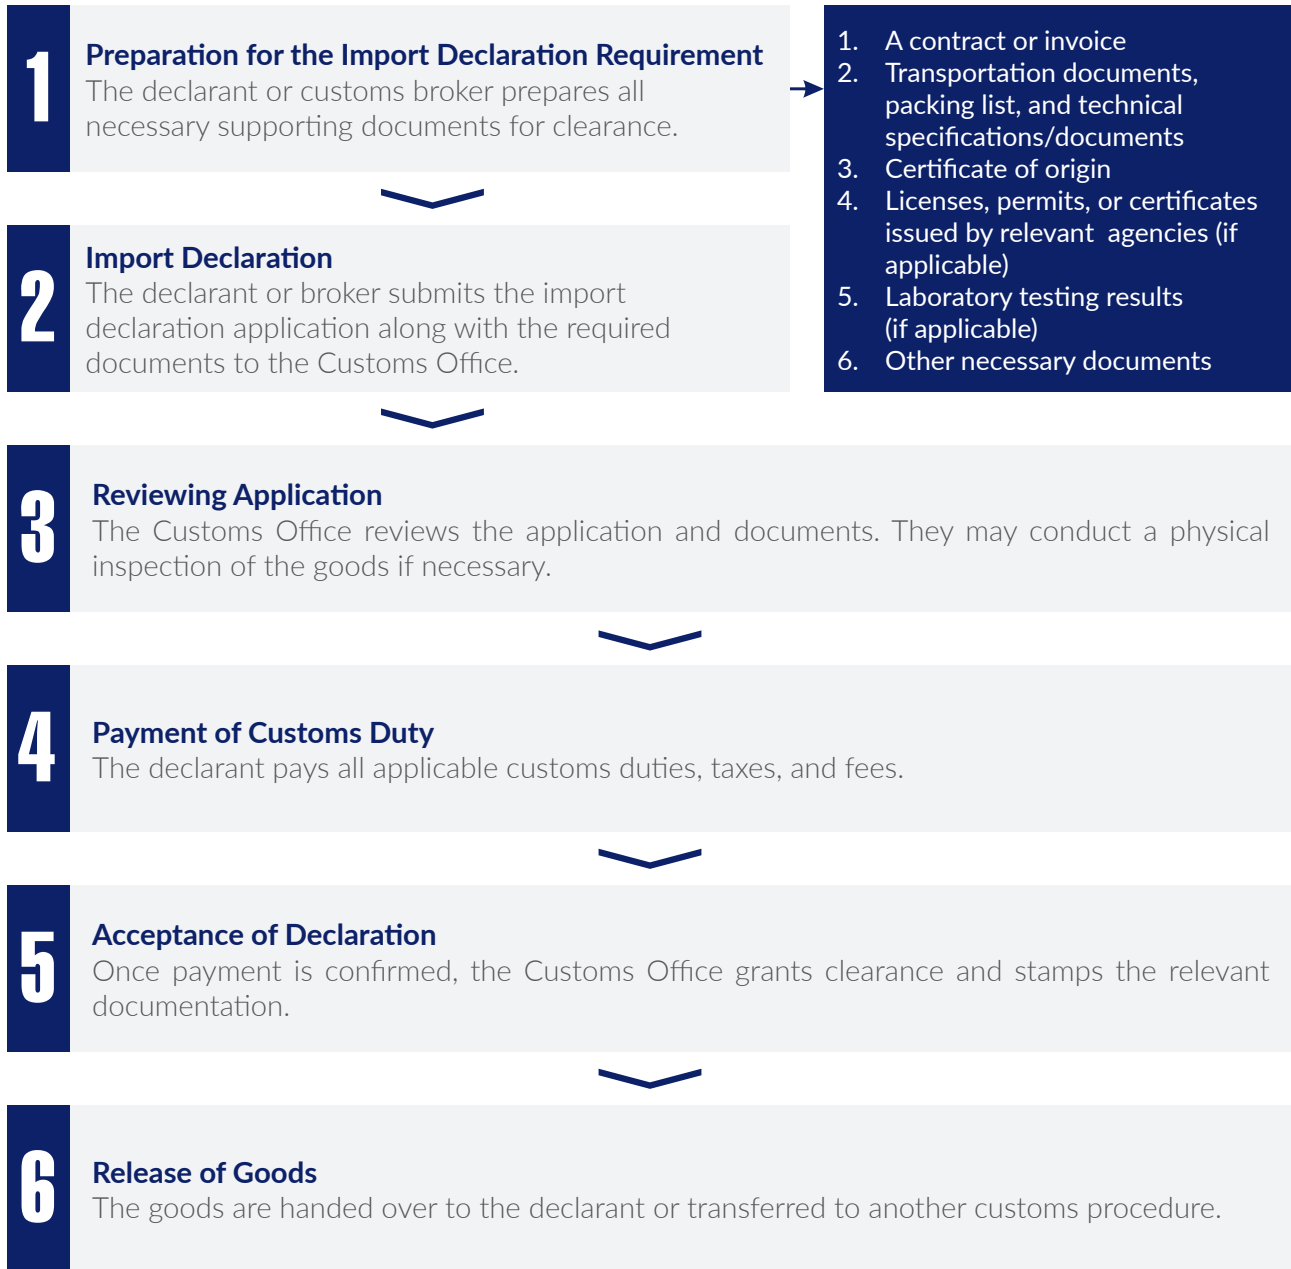 1
Preparation for the Import Declaration Requirement
The declarant or customs broker prepares all
necessary supporting documents for clearance.
1. A contract or invoice
2. Transportation documents,
packing list, and technical
specifications/documents
3. Certificate of origin
4. Licenses, permits, or certificates
issued by relevant agencies (if
applicable)
5. Laboratory testing results
(if applicable)
6. Other necessary documents
2
Import Declaration
The declarant or broker submits the import
declaration application along with the required
documents to the Customs Office.
3
Reviewing Application
The Customs Office reviews the application and documents. They may conduct a physical
inspection of the goods if necessary.
4
Payment of Customs Duty
The declarant pays all applicable customs duties, taxes, and fees.
5
Acceptance of Declaration
Once payment is confirmed, the Customs Office grants clearance and stamps the relevant
documentation.
6
Release of Goods
The goods are handed over to the declarant or transferred to another customs procedure.